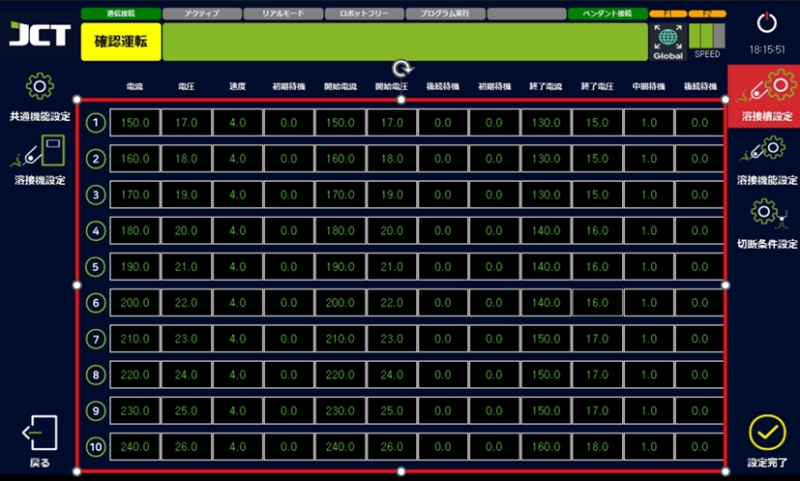 通信接続 アクティブ リアルモード ロボットフリー プログラム実行 ペンダント接続 F1 F2
JCT 確認運転 Global SPEED 18:15:51
電流 電圧 速度 初期待機 開始電流 開始電圧 後続待機 初期待機 終了電流 終了電圧 中間待機 後続待機
共通機能設定
溶接機設定
1 150.0 17.0 4.0 0.0 150.0 17.0 0.0 0.0 130.0 15.0 1.0 0.0
2 160.0 18.0 4.0 0.0 160.0 18.0 0.0 0.0 130.0 15.0 1.0 0.0
3 170.0 19.0 4.0 0.0 170.0 19.0 0.0 0.0 130.0 15.0 1.0 0.0
4 180.0 20.0 4.0 0.0 180.0 20.0 0.0 0.0 140.0 16.0 1.0 0.0
5 190.0 21.0 4.0 0.0 190.0 21.0 0.0 0.0 140.0 16.0 1.0 0.0
6 200.0 22.0 4.0 0.0 200.0 22.0 0.0 0.0 140.0 16.0 1.0 0.0
7 210.0 23.0 4.0 0.0 210.0 23.0 0.0 0.0 150.0 17.0 1.0 0.0
8 220.0 24.0 4.0 0.0 220.0 24.0 0.0 0.0 150.0 17.0 1.0 0.0
9 230.0 25.0 4.0 0.0 230.0 25.0 0.0 0.0 150.0 17.0 1.0 0.0
10 240.0 26.0 4.0 0.0 240.0 26.0 0.0 0.0 160.0 18.0 1.0 0.0
溶接槽設定
溶接機能設定
切断条件設定
戻る
設定完了